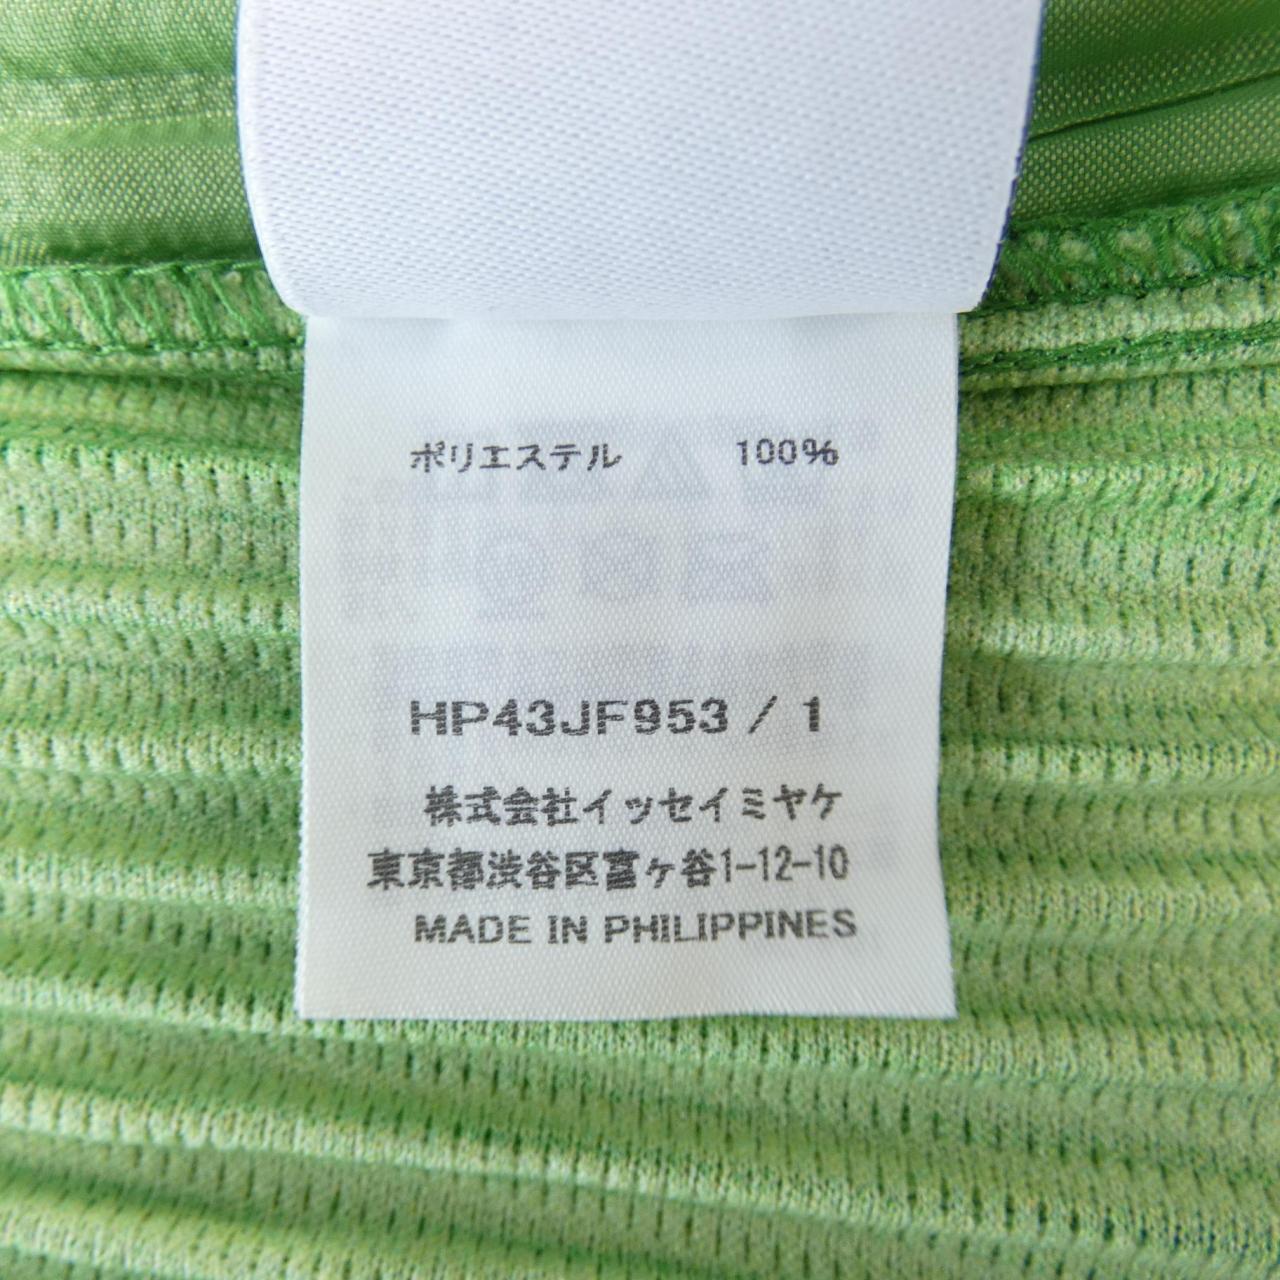 ポリエステル 100%
HP43JF953 / 1
株式会社イッセイミヤケ
東京都渋谷区富ヶ谷1-12-10
MADE IN PHILIPPINES